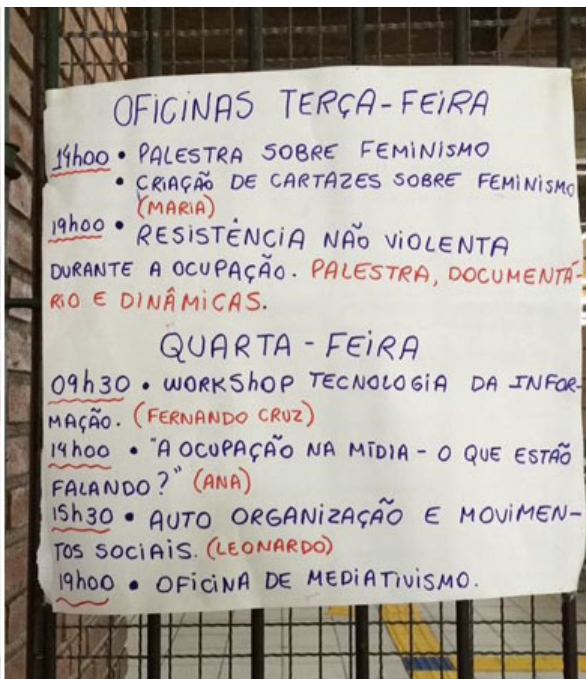 OFICINAS TERÇA-FEIRA
14h00 • PALESTRA SOBRE FEMINISMO
• CRIAÇÃO DE CARTAZES SOBRE FEMINISMO
(MARIA)
19h00 • RESISTÊNCIA NÃO VIOLENTA
DURANTE A OCUPAÇÃO. PALESTRA, DOCUMENTÁ-
RIO E DINÂMICAS.
QUARTA-FEIRA
09h30 • WORKSHOP TECNOLOGIA DA INFOR-
MAÇÃO. (FERNANDO CRUZ)
14h00 • "A OCUPAÇÃO NA MÍDIA - O QUE ESTÃO
FALANDO?" (ANA)
15h30 • AUTO ORGANIZAÇÃO E MOVIMEN-
TOS SOCIAIS. (LEONARDO)
19h00 • OFICINA DE MEDIATIVISMO.